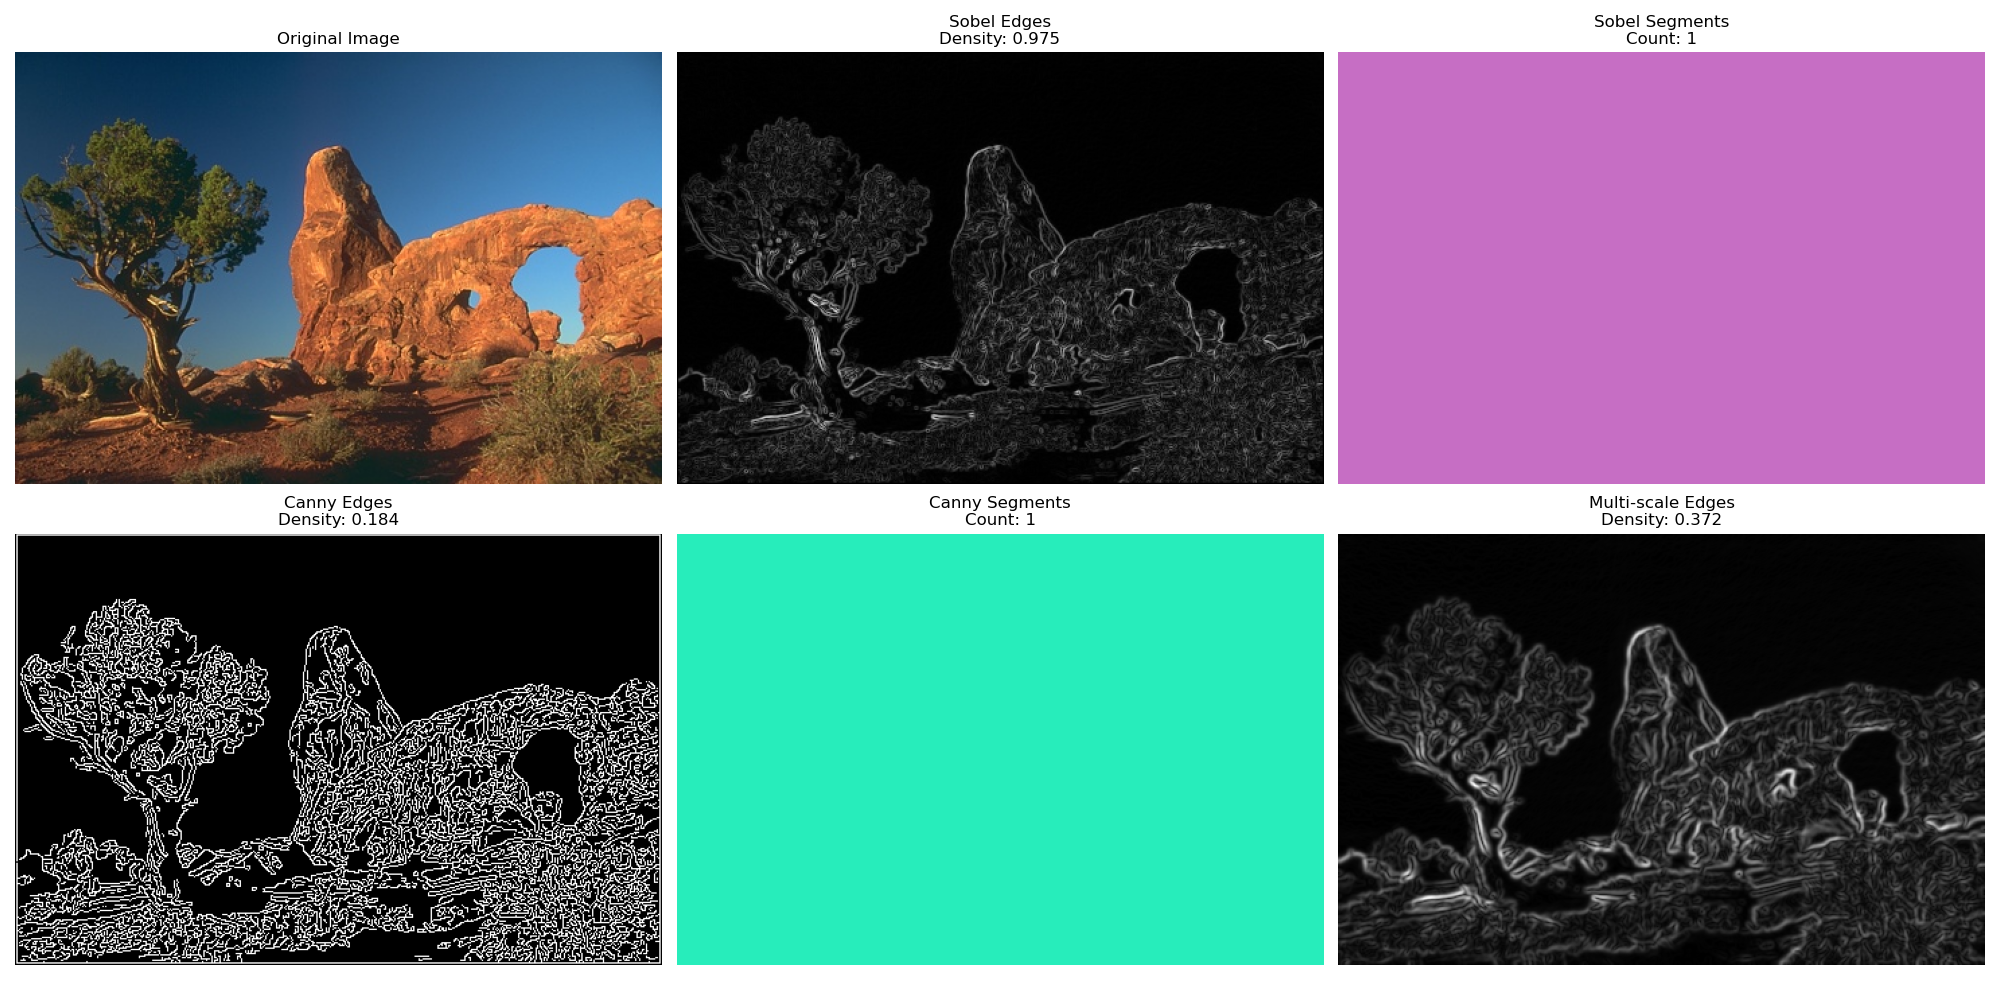 Original Image
Sobel Edges
Density: 0.975
Sobel Segments
Count: 1
Canny Edges
Density: 0.184
Canny Segments
Count: 1
Multi-scale Edges
Density: 0.372